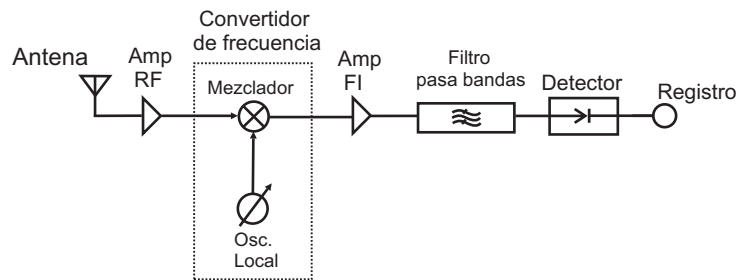 Convertidor
de frecuencia
Antena
Amp
RF
Mezclador
Osc.
Local
Amp
FI
Filtro
pasa bandas
Detector
Registro